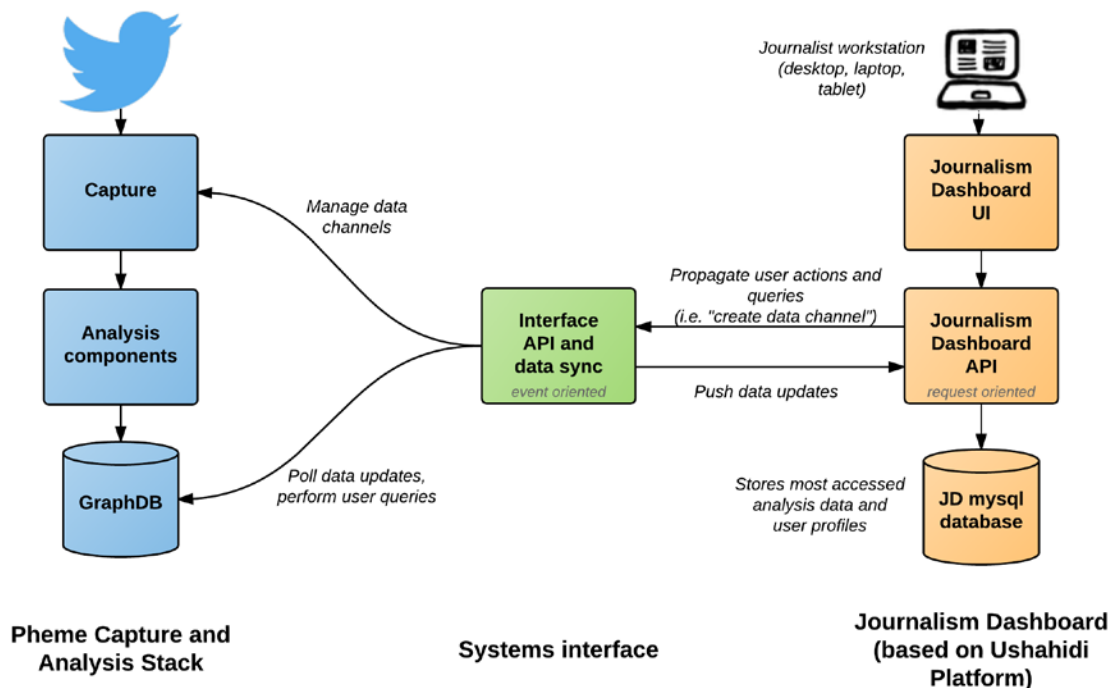 Journalist workstation
(desktop, laptop,
tablet)
Capture
Journalism
Dashboard
UI
Manage data
channels
Propagate user actions and
queries
(i.e. "create data channel")
Analysis
components
Interface
API and
data sync
event oriented
Journalism
Dashboard
API
request oriented
Push data updates
GraphDB
Poll data updates,
perform user queries
Stores most accessed
analysis data and
user profiles
JD mysql
database
Pheme Capture and
Analysis Stack
Systems interface
Journalism Dashboard
(based on Ushahidi
Platform)